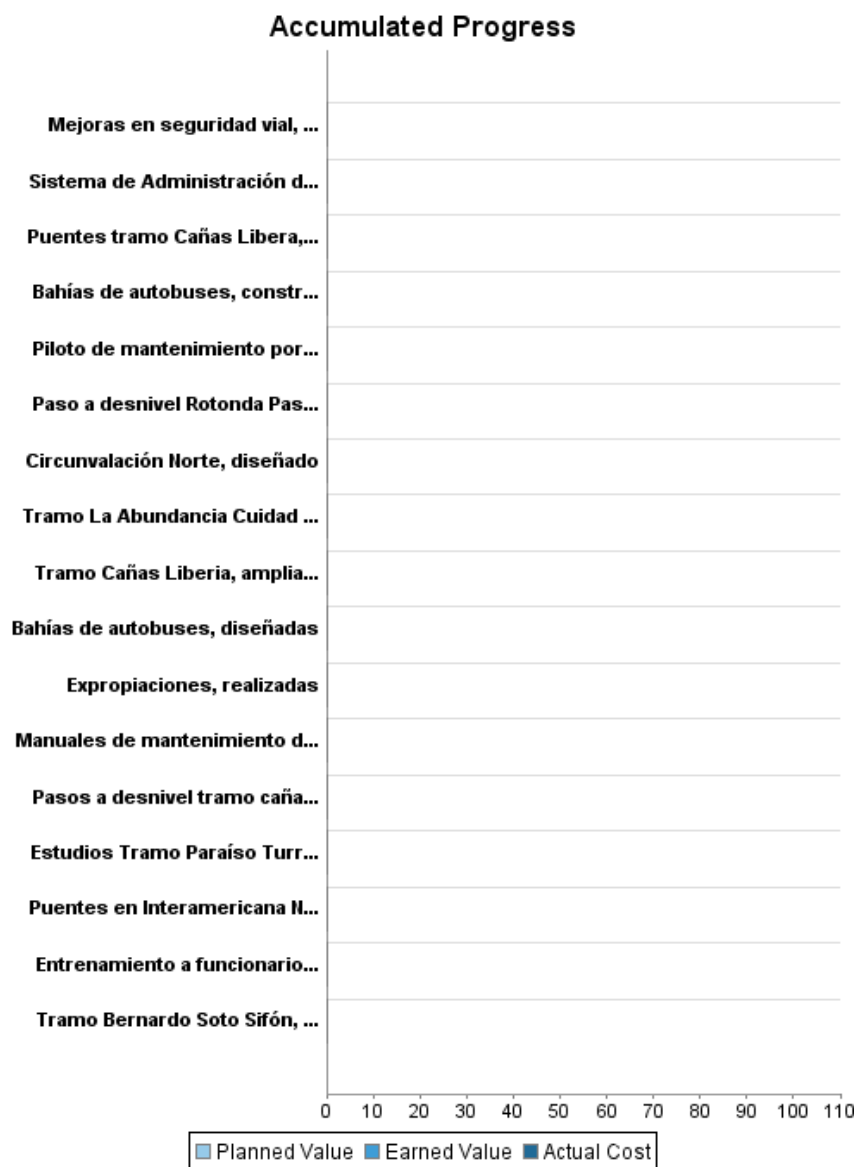 Accumulated Progress
Mejoras en seguridad vial, ...
Sistema de Administración d...
Puentes tramo Cañas Libera,...
Bahías de autobuses, constr...
Piloto de mantenimiento por...
Paso a desnivel Rotonda Pas...
Circunvalación Norte, diseñado
Tramo La Abundancia Cuidad ...
Tramo Cañas Liberia, amplia...
Bahías de autobuses, diseñadas
Expropiaciones, realizadas
Manuales de mantenimiento d...
Pasos a desnivel tramo caña...
Estudios Tramo Paraíso Turr...
Puentes en Interamericana N...
Entrenamiento a funcionario...
Tramo Bernardo Soto Sifón, ...
0 10 20 30 40 50 60 70 80 90 100 110
Planned Value Earned Value Actual Cost